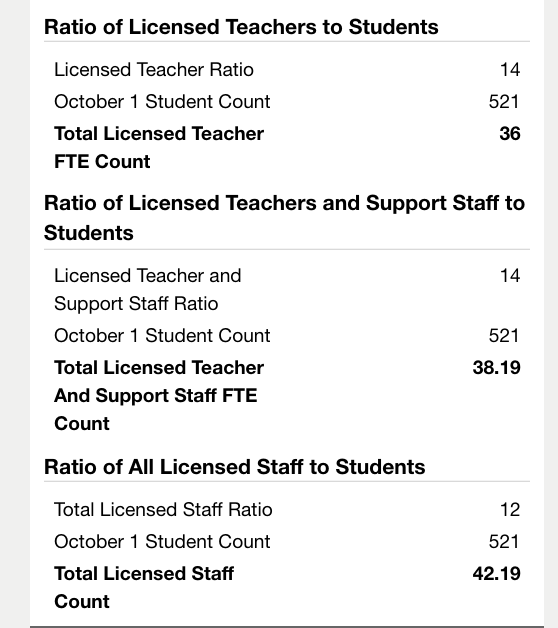 Ratio of Licensed Teachers to Students
Licensed Teacher Ratio 14
October 1 Student Count 521
Total Licensed Teacher 36
FTE Count
Ratio of Licensed Teachers and Support Staff to
Students
Licensed Teacher and 14
Support Staff Ratio
October 1 Student Count 521
Total Licensed Teacher 38.19
And Support Staff FTE
Count
Ratio of All Licensed Staff to Students
Total Licensed Staff Ratio 12
October 1 Student Count 521
Total Licensed Staff 42.19
Count